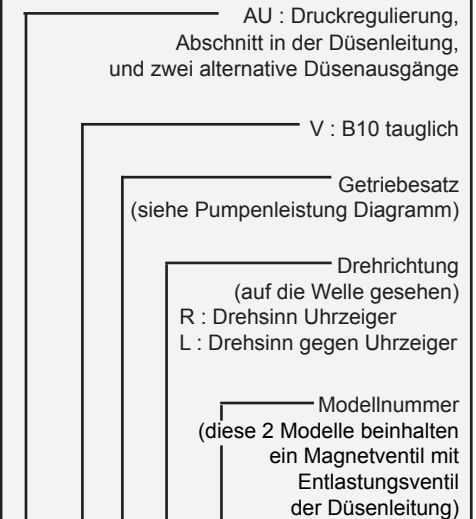 AU : Druckregulierung,
Abschnitt in der Düsenleitung,
und zwei alternative Düsenausgänge
V : B10 tauglich
Getriebesatz
(siehe Pumpenleistung Diagramm)
Drehrichtung
(auf die Welle gesehen)
R : Drehsinn Uhrzeiger
L : Drehsinn gegen Uhrzeiger
Modellnummer
(diese 2 Modelle beinhalten
ein Magnetventil mit
Entlastungsventil
der Düsenleitung)